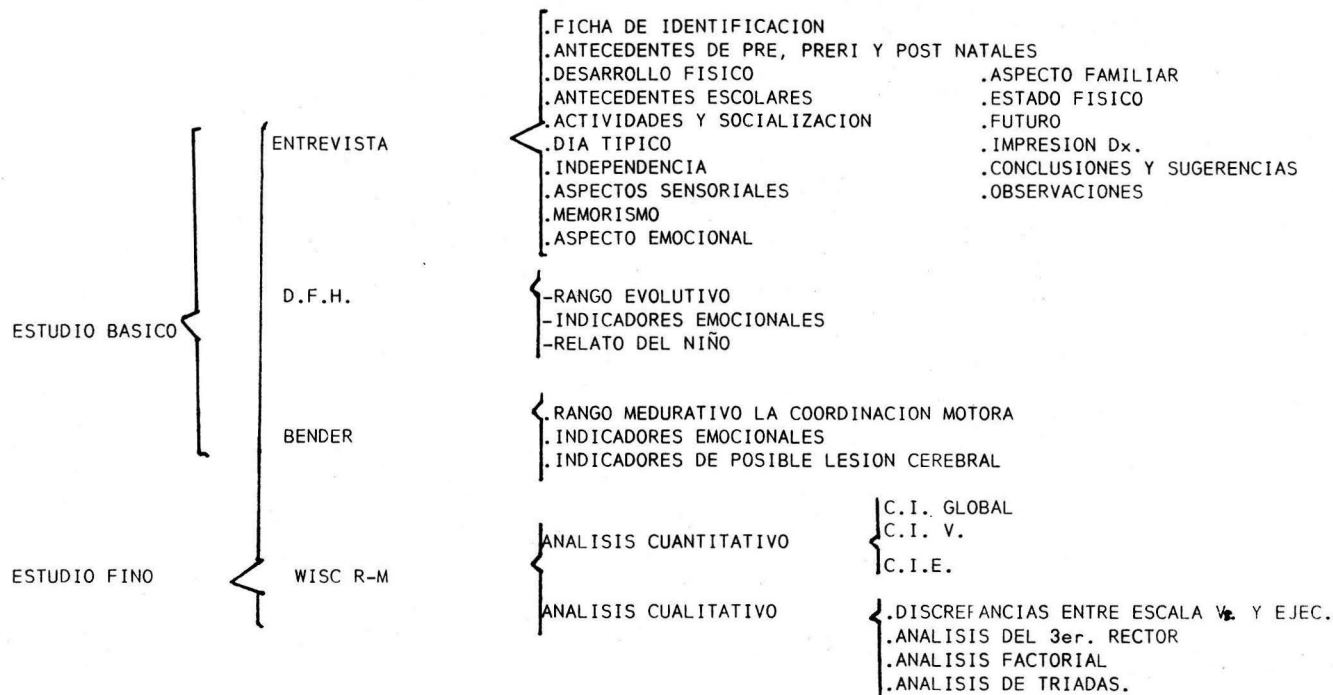 .FICHA DE IDENTIFICACION
.ANTECEDENTES DE PRE, PRERI Y POST NATALES
.DESARROLLO FISICO
.ANTECEDENTES ESCOLARES
.ACTIVIDADES Y SOCIALIZACION
.DIA TIPICO
.INDEPENDENCIA
.ASPECTOS SENSORIALES
.MEMORISMO
.ASPECTO EMOCIONAL
.ASPECTO FAMILIAR
.ESTADO FISICO
.FUTURO
.IMPRESION Dx.
.CONCLUSIONES Y SUGERENCIAS
.OBSERVACIONES
ENTREVISTA
D.F.H.
-RANGO EVOLUTIVO
-INDICADORES EMOCIONALES
-RELATO DEL NIÑO
ESTUDIO BASICO
BENDER
.RANGO MEDURATIVO LA COORDINACION MOTORA
.INDICADORES EMOCIONALES
.INDICADORES DE POSIBLE LESION CEREBRAL
ESTUDIO FINO
WISC R-M
ANALISIS CUANTITATIVO
C.I. GLOBAL
C.I. V.
C.I.E.
ANALISIS CUALITATIVO
.DISCREPANCIAS ENTRE ESCALA Y EJEC.
.ANALISIS DEL 3er. RECTOR
.ANALISIS FACTORIAL
.ANALISIS DE TRIADAS.